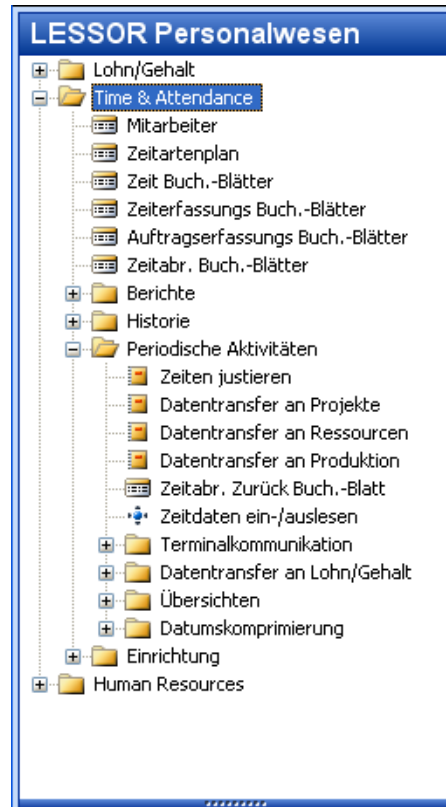 LESSOR Personalwesen
Lohn/Gehalt
Time & Attendance
Mitarbeiter
Zeitartenplan
Zeit Buch.-Blätter
Zeiterfassungs Buch.-Blätter
Auftragserfassungs Buch.-Blätter
Zeitabr. Buch.-Blätter
Berichte
Historie
Periodische Aktivitäten
Zeiten justieren
Datentransfer an Projekte
Datentransfer an Ressourcen
Datentransfer an Produktion
Zeitabr. Zurück Buch.-Blatt
Zeitdaten ein-/auslesen
Terminalkommunikation
Datentransfer an Lohn/Gehalt
Übersichten
Datumskomprimierung
Einrichtung
Human Resources